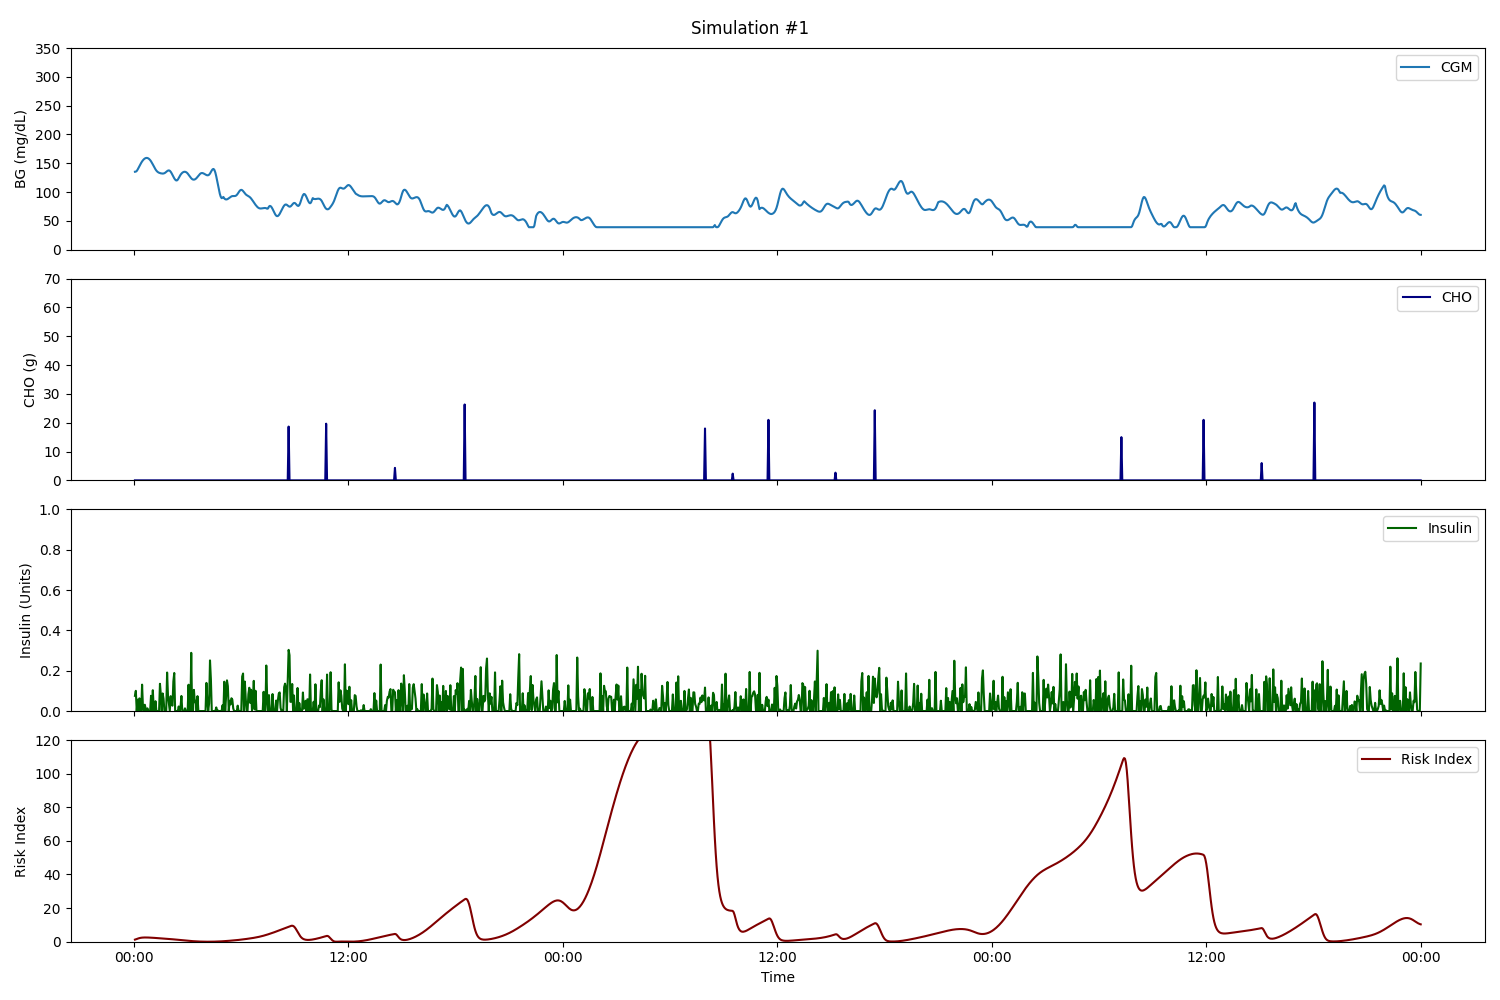 Simulation #1
350
300
250
200
150
100
50
0
BG (mg/dL)
CGM
70
60
50
40
30
20
10
0
CHO (g)
CHO
1.0
0.8
0.6
0.4
0.2
0.0
Insulin (Units)
Insulin
120
100
80
60
40
20
0
Risk Index
Risk Index
00:00 12:00 00:00 12:00 00:00 12:00 00:00
Time